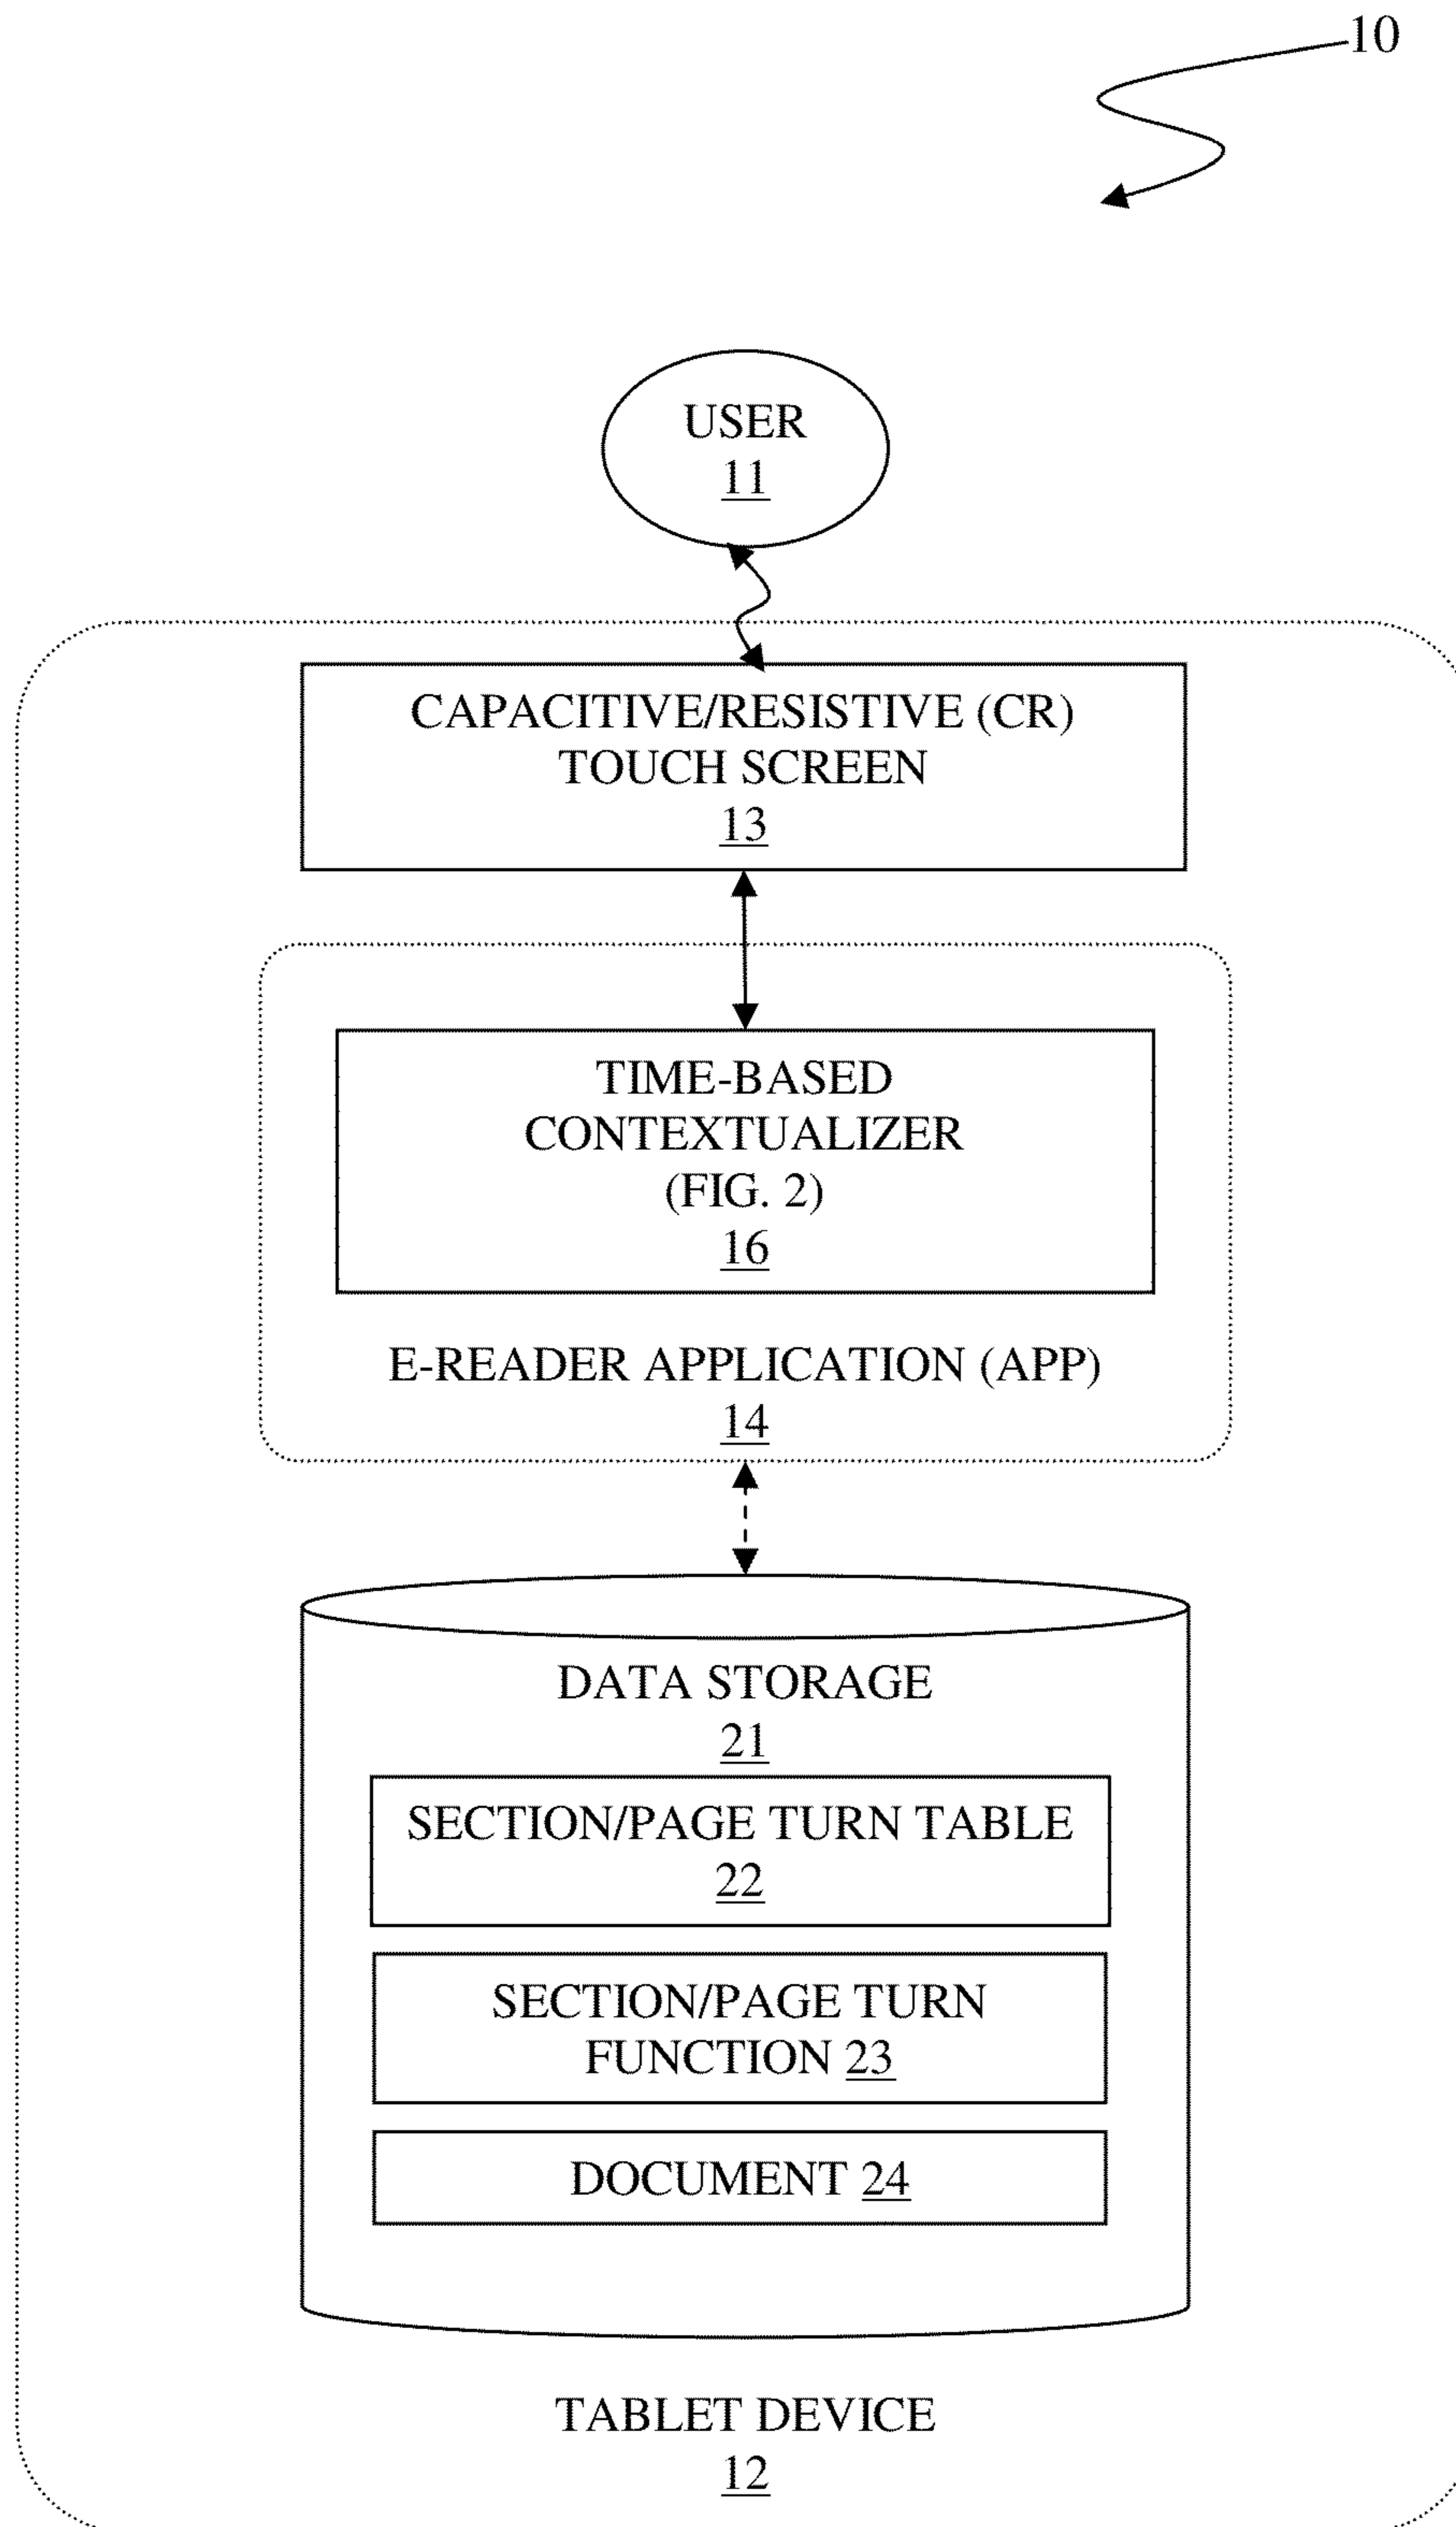 10
USER
11
CAPACITIVE/RESISTIVE (CR)
TOUCH SCREEN
13
TIME-BASED
CONTEXTUALIZER
(FIG. 2)
16
E-READER APPLICATION (APP)
14
DATA STORAGE
21
SECTION/PAGE TURN TABLE
22
SECTION/PAGE TURN
FUNCTION 23
DOCUMENT 24
TABLET DEVICE
12